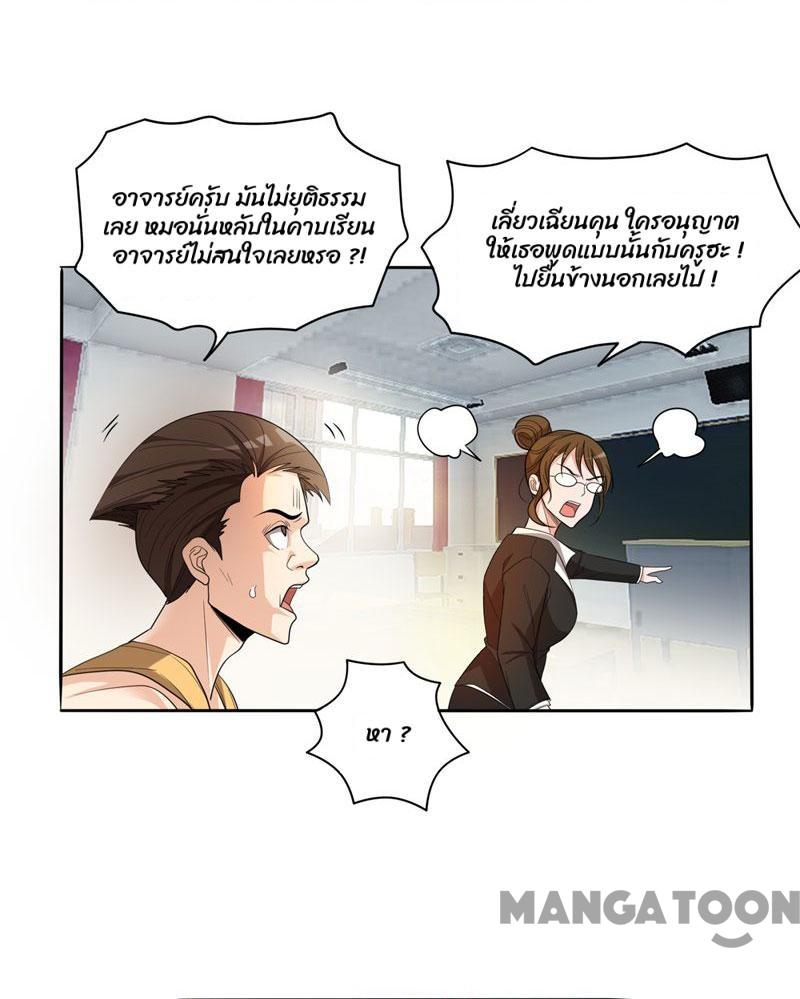 อาจารย์ครับ มันไม่ยุติธรรม
เลย หมอนั่นหลับในคาบเรียน
อาจารย์ไม่สนใจเลยหรอ ?!
เลี่ยวเฉียนคุน ใครอนุญาต
ให้เธอพูดแบบนั้นกับครูฮะ !
ไปยืนข้างนอกเลยไป !
หา ?
MANGATOON